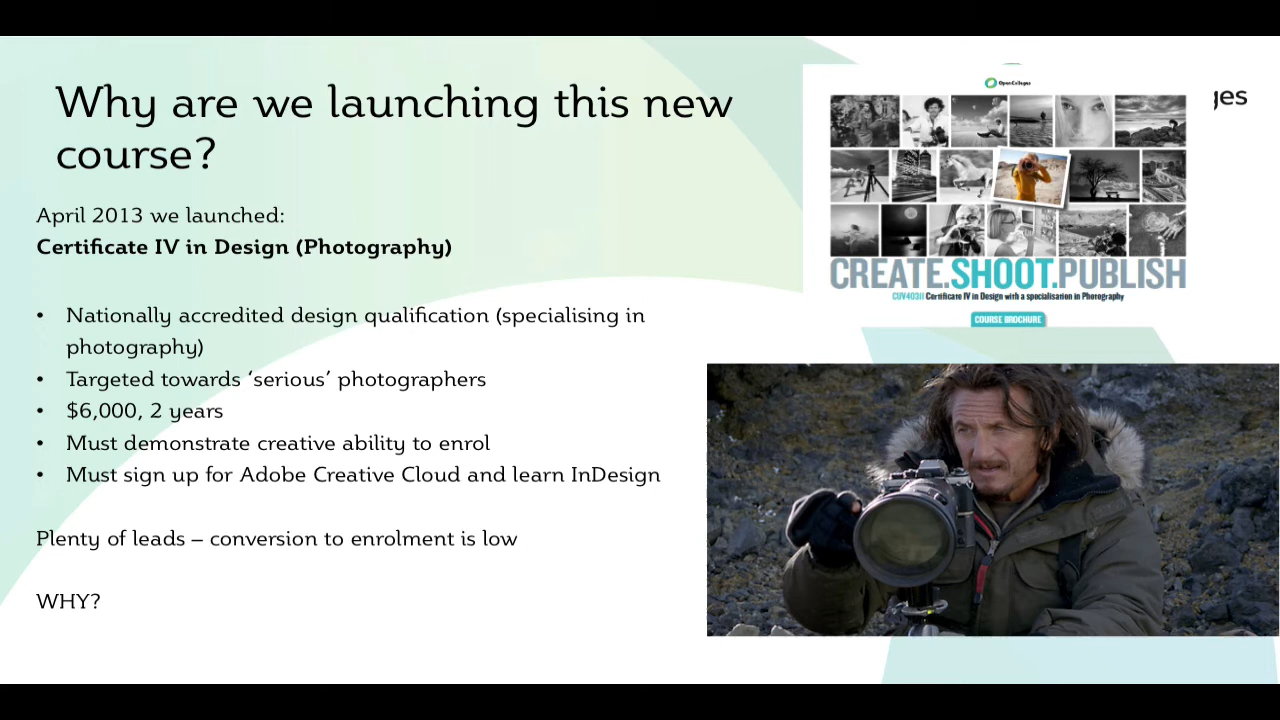 Why are we launching this new
course?
April 2013 we launched:
Certificate IV in Design (Photography)
• Nationally accredited design qualification (specialising in
photography)
• Targeted towards ‘serious’ photographers
• $6,000, 2 years
• Must demonstrate creative ability to enrol
• Must sign up for Adobe Creative Cloud and learn InDesign
Plenty of leads – conversion to enrolment is low
WHY?
OpenColleges
CREATE.SHOOT.PUBLISH
CUV40311 Certificate IV in Design with a specialisation in Photography
COURSE BROCHURE
ges